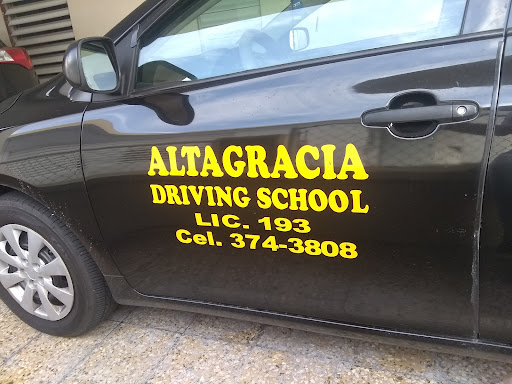 ALTAGRACIA
DRIVING SCHOOL
LIC. 193
Cel. 374-3808